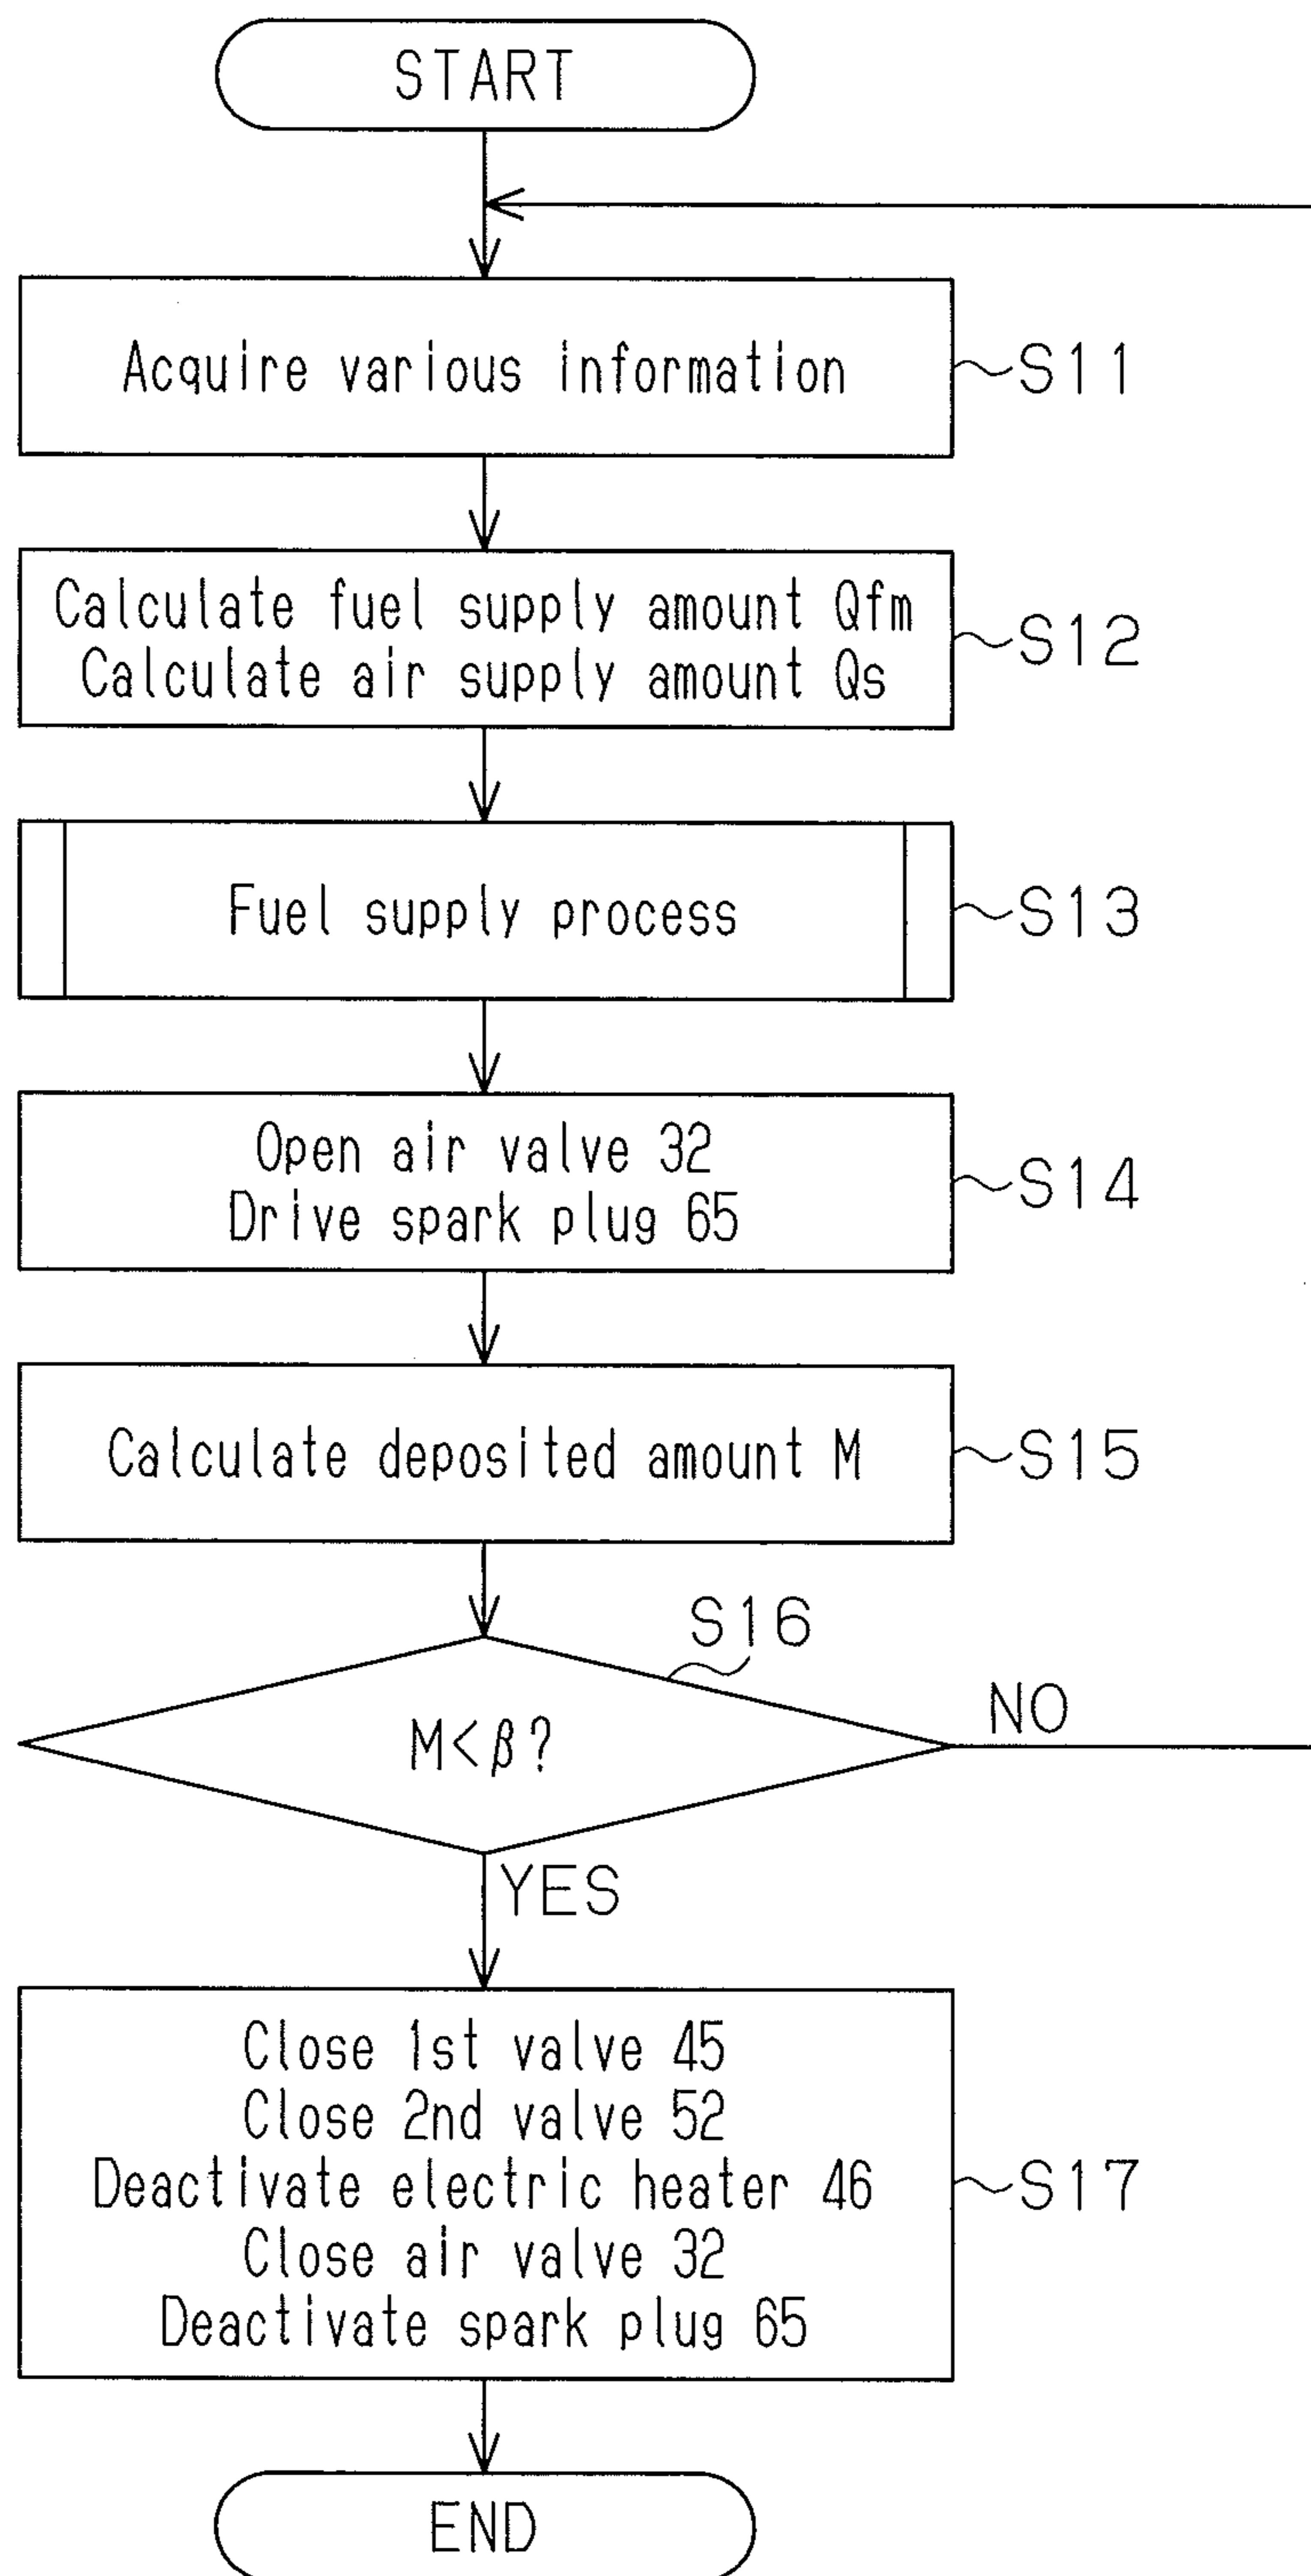 START
Acquire various information
S11
Calculate fuel supply amount Qfm
Calculate air supply amount Qs
S12
Fuel supply process
S13
Open air valve 32
Drive spark plug 65
S14
Calculate deposited amount M
S15
S16
M<β?
NO
YES
Close 1st valve 45
Close 2nd valve 52
Deactivate electric heater 46
Close air valve 32
Deactivate spark plug 65
S17
END